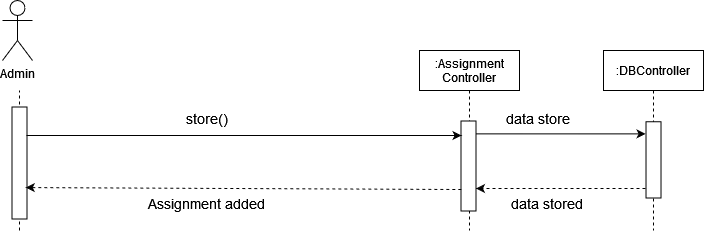 Admin
:Assignment
Controller
:DBController
store()
data store
Assignment added
data stored